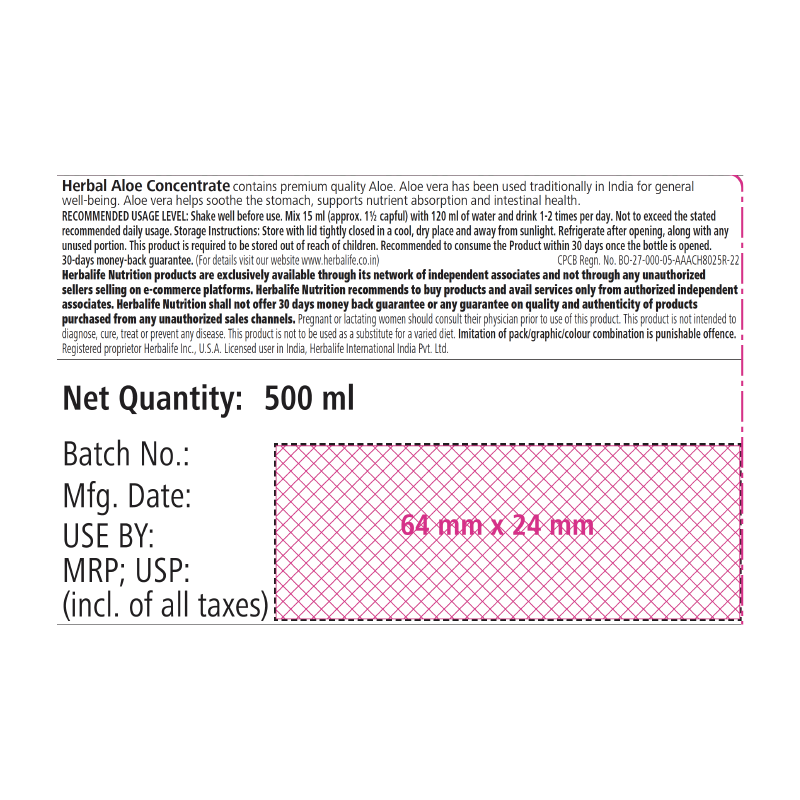 Herbal Aloe Concentrate contains premium quality Aloe. Aloe vera has been used traditionally in India for general
well-being. Aloe vera helps soothe the stomach, supports nutrient absorption and intestinal health.
RECOMMENDED USAGE LEVEL: Shake well before use. Mix 15 ml (approx. 1½ capful) with 120 ml of water and drink 1-2 times per day. Not to exceed the stated
recommended daily usage. Storage Instructions: Store with lid tightly closed in a cool, dry place and away from sunlight. Refrigerate after opening, along with any
unused portion. This product is required to be stored out of reach of children. Recommended to consume the Product within 30 days once the bottle is opened.
30-days money-back guarantee. (For details visit our website www.herbalife.co.in) CPCB Regn. No. BO-27-000-05-AAACH8025R-22
Herbalife Nutrition products are exclusively available through its network of independent associates and not through any unauthorized
sellers selling on e-commerce platforms. Herbalife Nutrition recommends to buy products and avail services only from authorized independent
associates. Herbalife Nutrition shall not offer 30 days money back guarantee or any guarantee on quality and authenticity of products
purchased from any unauthorized sales channels. Pregnant or lactating women should consult their physician prior to use of this product. This product is not intended to
diagnose, cure, treat or prevent any disease. This product is not to be used as a substitute for a varied diet. Imitation of pack/graphic/colour combination is punishable offence.
Registered proprietor Herbalife Inc., U.S.A. Licensed user in India, Herbalife International India Pvt. Ltd.
Net Quantity: 500 ml
Batch No.:
Mfg. Date:
USE BY:
MRP; USP:
(incl. of all taxes)
64 mm x 24 mm